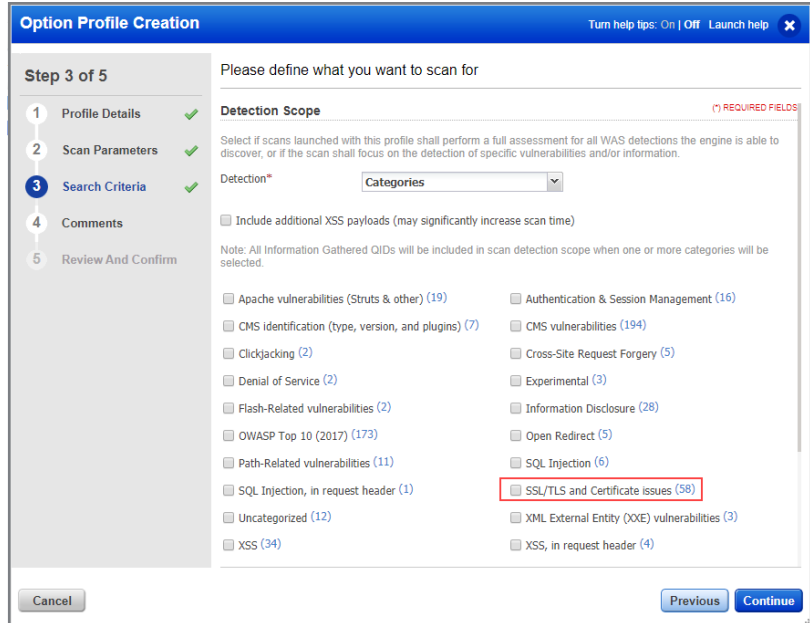 Option Profile Creation
Turn help tips: On | Off Launch help
Step 3 of 5
1 Profile Details
2 Scan Parameters
3 Search Criteria
4 Comments
5 Review And Confirm
Please define what you want to scan for
Detection Scope
(*) REQUIRED FIELDS
Select if scans launched with this profile shall perform a full assessment for all WAS detections the engine is able to
discover, or if the scan shall focus on the detection of specific vulnerabilities and/or information.
Detection* Categories
Include additional XSS payloads (may significantly increase scan time)
Note: All Information Gathered QIDs will be included in scan detection scope when one or more categories will be
selected.
Apache vulnerabilities (Struts & other) (19) Authentication & Session Management (16)
CMS identification (type, version, and plugins) (7) CMS vulnerabilities (194)
Clickjacking (2) Cross-Site Request Forgery (5)
Denial of Service (2) Experimental (3)
Flash-Related vulnerabilities (2) Information Disclosure (28)
OWASP Top 10 (2017) (173) Open Redirect (5)
Path-Related vulnerabilities (11) SQL Injection (6)
SQL Injection, in request header (1) SSL/TLS and Certificate issues (58)
Uncategorized (12) XML External Entity (XXE) vulnerabilities (3)
XSS (34) XSS, in request header (4)
Cancel Previous Continue